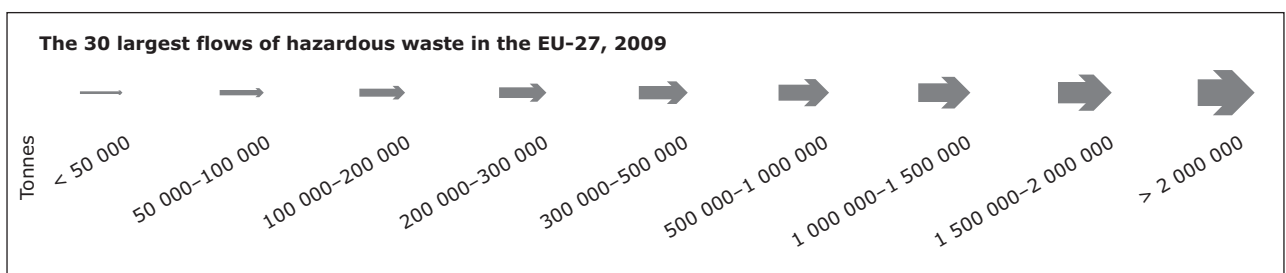 The 30 largest flows of hazardous waste in the EU-27, 2009
Tonnes
< 50 000
50 000–100 000
100 000–200 000
200 000–300 000
300 000–500 000
500 000–1 000 000
1 000 000–1 500 000
1 500 000–2 000 000
> 2 000 000